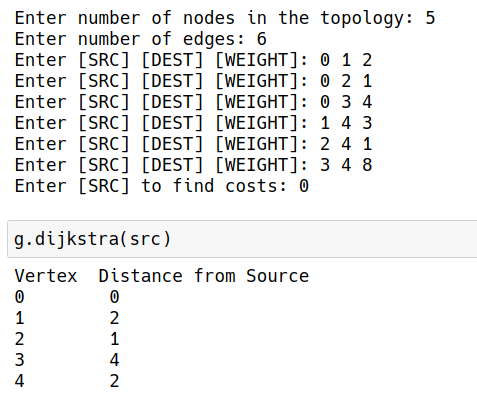 Enter number of nodes in the topology: 5
Enter number of edges: 6
Enter [SRC] [DEST] [WEIGHT]: 0 1 2
Enter [SRC] [DEST] [WEIGHT]: 0 2 1
Enter [SRC] [DEST] [WEIGHT]: 0 3 4
Enter [SRC] [DEST] [WEIGHT]: 1 4 3
Enter [SRC] [DEST] [WEIGHT]: 2 4 1
Enter [SRC] [DEST] [WEIGHT]: 3 4 8
Enter [SRC] to find costs: 0
g.dijkstra(src)
Vertex  Distance from Source
0        0
1        2
2        1
3        4
4        2